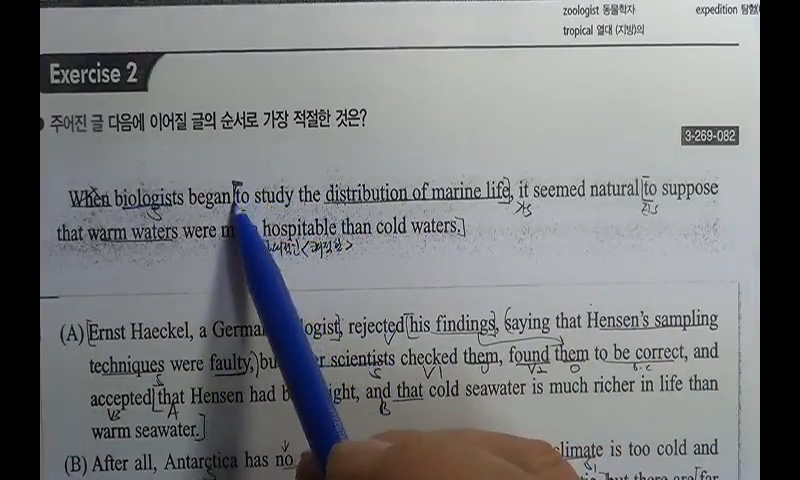 zoologist 동물학자 expedition 탐험
tropical 열대 (지방)의
Exercise 2
주어진 글 다음에 이어질 글의 순서로 가장 적절한 것은?
3-269-082
When biologists began to study the distribution of marine life, it seemed natural to suppose
that warm waters were hospitable than cold waters.
(A) Ernst Haeckel, a German rejected his findings, saying that Hensen's sampling
techniques were faulty, scientists checked them, found them to be correct, and
accepted that Hensen had right, and that cold seawater is much richer in life than
warm seawater.
(B) After all, Antarctica has no climate is too cold and